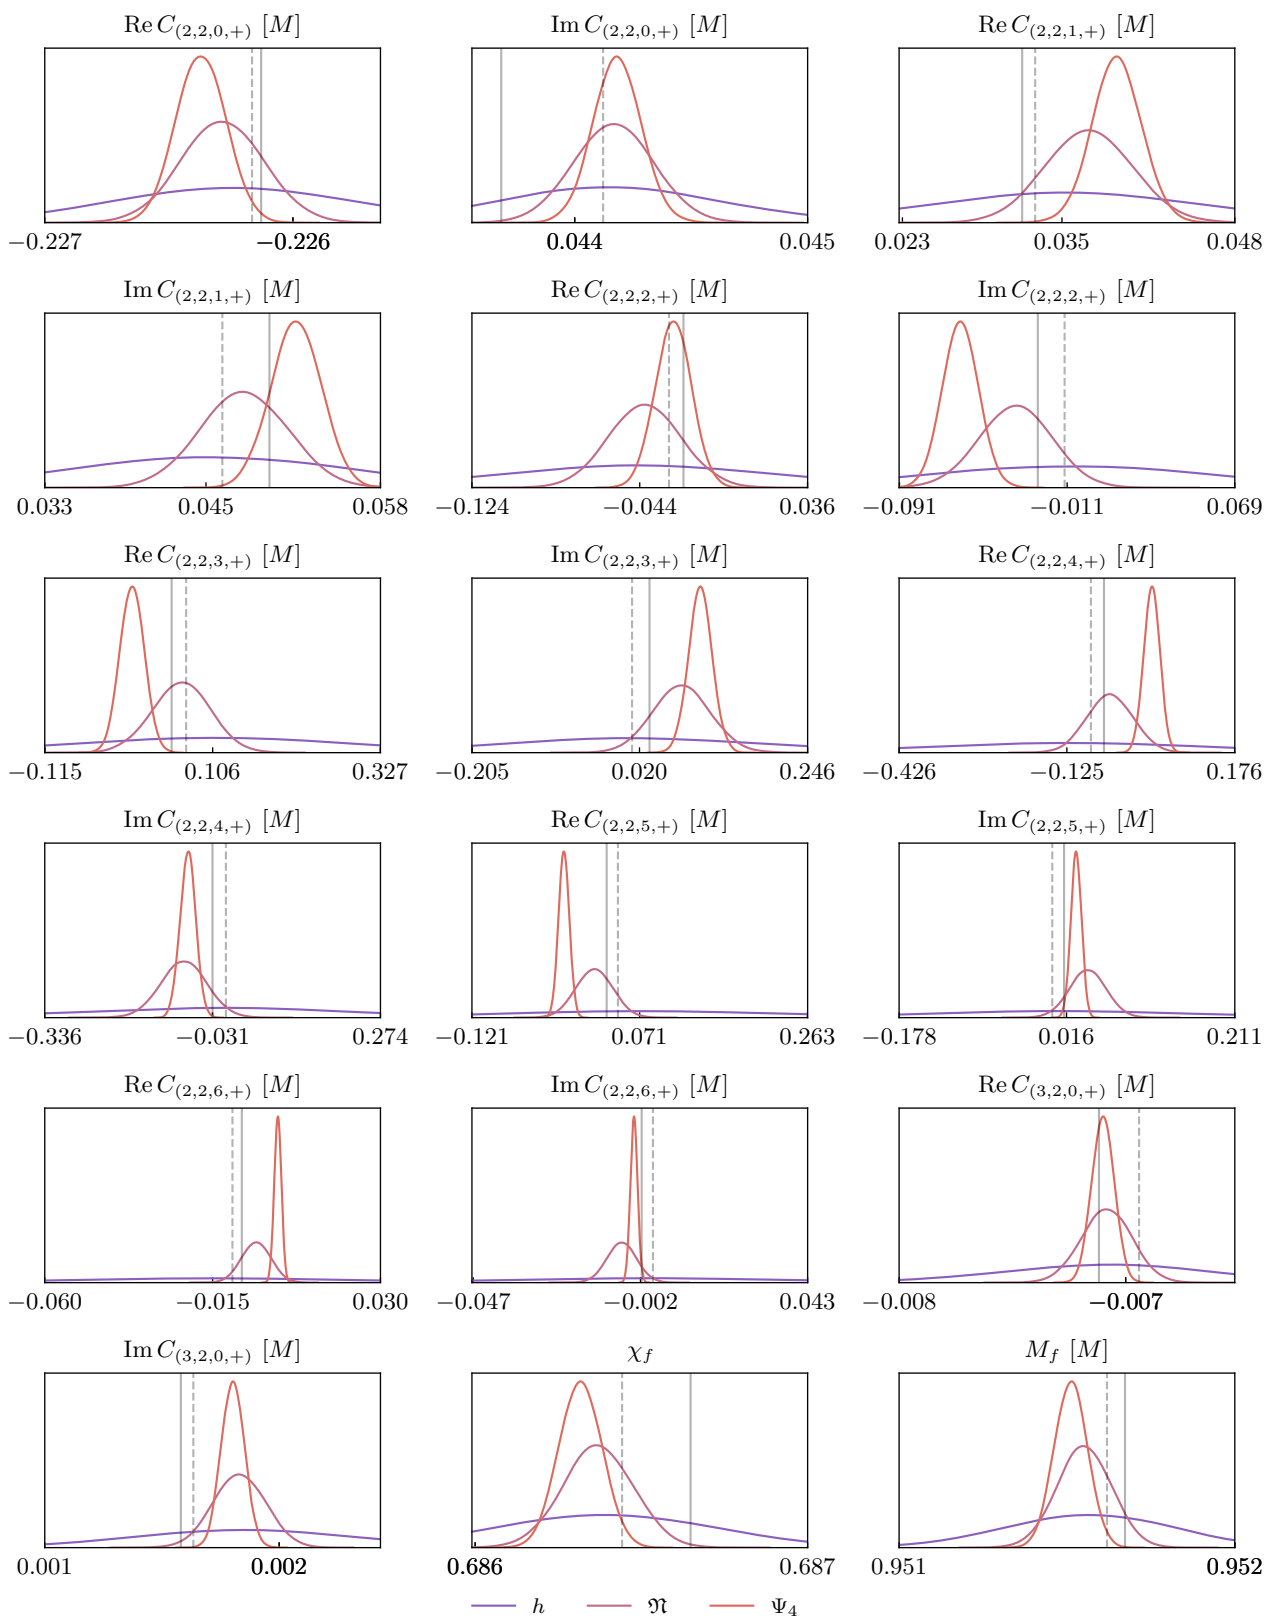 Re C(2,2,0,+) [M] Im C(2,2,0,+) [M] Re C(2,2,1,+) [M]
−0.227 −0.226 0.044 0.045 0.023 0.035 0.048
Im C(2,2,1,+) [M] Re C(2,2,2,+) [M] Im C(2,2,2,+) [M]
0.033 0.045 0.058 −0.124 −0.044 0.036 −0.091 −0.011 0.069
Re C(2,2,3,+) [M] Im C(2,2,3,+) [M] Re C(2,2,4,+) [M]
−0.115 0.106 0.327 −0.205 0.020 0.246 −0.426 −0.125 0.176
Im C(2,2,4,+) [M] Re C(2,2,5,+) [M] Im C(2,2,5,+) [M]
−0.336 −0.031 0.274 −0.121 0.071 0.263 −0.178 0.016 0.211
Re C(2,2,6,+) [M] Im C(2,2,6,+) [M] Re C(3,2,0,+) [M]
−0.060 −0.015 0.030 −0.047 −0.002 0.043 −0.008 −0.007
Im C(3,2,0,+) [M] χf Mf [M]
0.001 0.002 0.686 0.687 0.951 0.952
h 𝔑 Ψ4